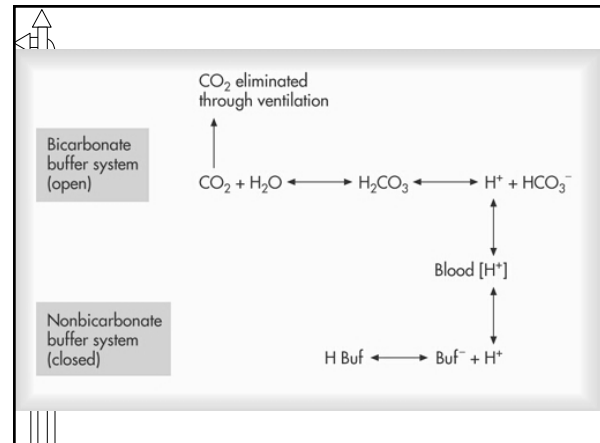 CO₂ eliminated
through ventilation
Bicarbonate
buffer system
(open)
CO₂ + H₂O ⟷ H₂CO₃ ⟷ H⁺ + HCO₃⁻
Blood [H⁺]
Nonbicarbonate
buffer system
(closed)
H Buf ⟷ Buf⁻ + H⁺